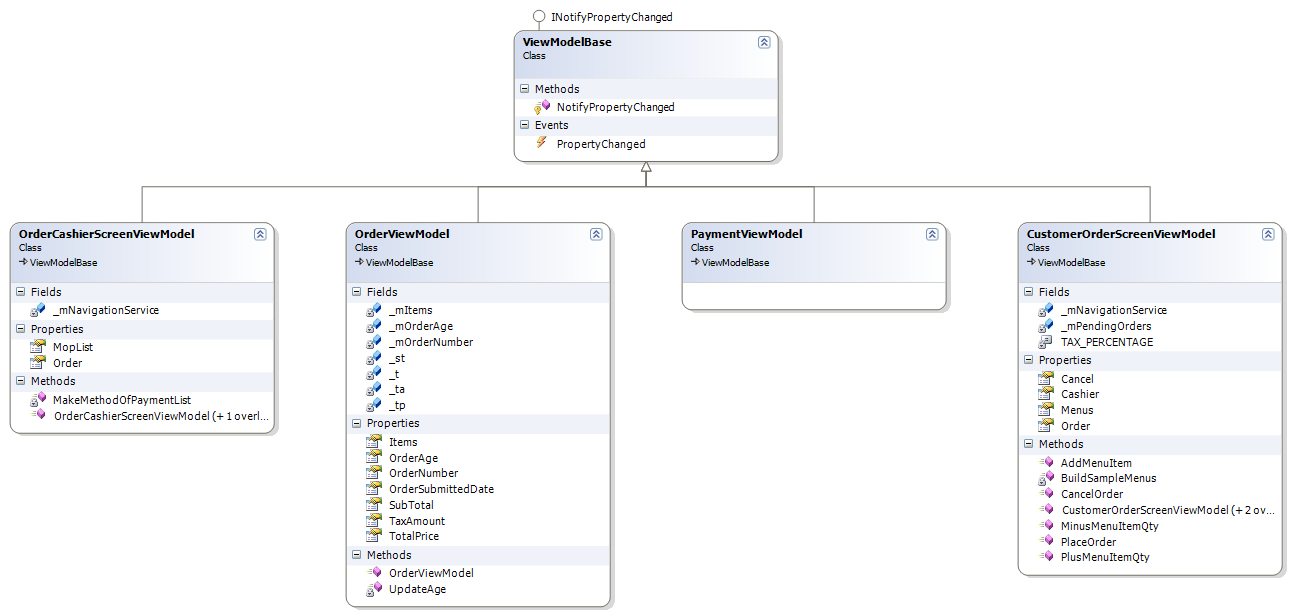 INotifyPropertyChanged
ViewModelBase
Class
Methods
NotifyPropertyChanged
Events
PropertyChanged
OrderCashierScreenViewModel
Class
ViewModelBase
Fields
_mNavigationService
Properties
MopList
Order
Methods
MakeMethodOfPaymentList
OrderCashierScreenViewModel (+ 1 overl...
OrderViewModel
Class
ViewModelBase
Fields
_mItems
_mOrderAge
_mOrderNumber
_st
_t
_ta
_tp
Properties
Items
OrderAge
OrderNumber
OrderSubmittedDate
SubTotal
TaxAmount
TotalPrice
Methods
OrderViewModel
UpdateAge
PaymentViewModel
Class
ViewModelBase
CustomerOrderScreenViewModel
Class
ViewModelBase
Fields
_mNavigationService
_mPendingOrders
TAX_PERCENTAGE
Properties
Cancel
Cashier
Menus
Order
Methods
AddMenuItem
BuildSampleMenus
CancelOrder
CustomerOrderScreenViewModel (+ 2 ov...
MinusMenuItemQty
PlaceOrder
PlusMenuItemQty